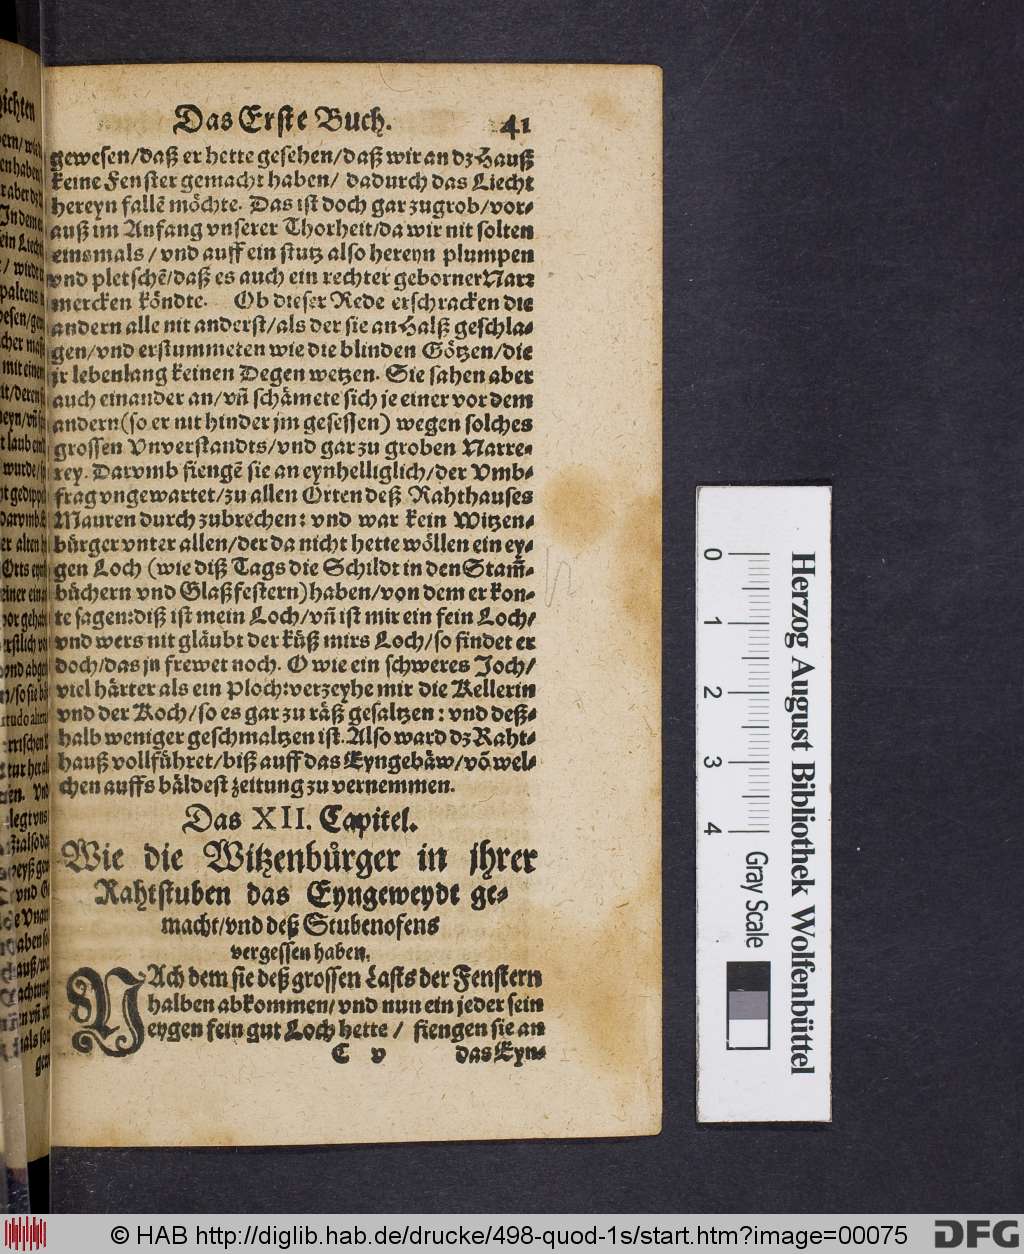 Das Erste Buch. 41
gewesen/daß er hette gesehen/daß wir an dz Hauß
keine Fenster gemacht haben/ dadurch das Liecht
hereyn fallẽ möchte. Das ist doch gar zu grob/vor-
auß im Anfang vnserer Thorheit/da wir nit solten
einsmals/vnd auff ein stutz also hereyn plumpen
vnd pletschẽ/daß es auch ein rechter geborner Narr
mercken köndte. Ob dieser Rede erschracken die
andern alle nit anderst/als der sie an Halß geschla-
gen/vnd erstummeten wie die blinden Götzen/die
jr lebenlang keinen Degen wetzen. Sie sahen aber
auch einander an/vñ schämete sich je einer vor dem
andern (so er nit hinder jm gesessen) wegen solches
grossen Vnverstandts/vnd gar zu groben Narre-
rey. Darvmb fiengẽ sie an eynhelliglich/der Vmb-
frag vngewartet/zu allen Orten deß Rahthauses
Mauren durch zubrechen: vnd war kein Witzen-
bürger vnter allen/der da nicht hette wöllen ein ey-
gen Loch (wie diß Tags die Schildt in den Stam̃-
büchern vnd Glaßfestern) haben/von dem er kon-
te sagen: diß ist mein Loch/vñ ist mir ein fein Loch/
vnd wers nit gläubt der küß mirs Loch/so findet er
doch/das jn frewet noch. O wie ein schweres Joch/
viel härter als ein Ploch: verzeyhe mir die Kellerin
vnd der Koch/so es gar zu räß gesaltzen: vnd deß-
halb weniger geschmaltzen ist. Also ward dz Raht-
hauß vollführet/biß auff das Eyngebäw/võ wel-
chen auffs bäldest zeitung zu vernemmen.
Das XII. Capitel.
Wie die Witzenbürger in jhrer
Rahtstuben das Eyngeweydt ge-
macht/vnd deß Stubenofens
vergessen haben.
NAch dem sie deß grossen Lasts der Fenstern
halben abkommen/vnd nun ein jeder sein
eygen fein gut Loch hette/ fiengen sie an
C v das Eyn-
0 1 2 3 4
Herzog August Bibliothek Wolfenbüttel
Gray Scale
© HAB http://diglib.hab.de/drucke/498-quod-1s/start.htm?image=00075
DFG